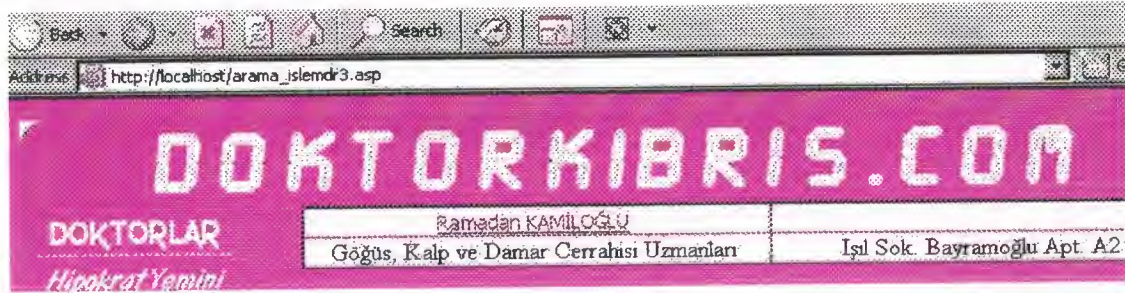 Back Search
Address http://localhost/arama_islemdr3.asp
DOKTORKIBRIS.COM
DOKTORLAR
Ramadan KAMİLOĞLU
Göğüs, Kalp ve Damar Cerrahisi Uzmanları
Işıl Sok. Bayramoğlu Apt. A2
Hipokrat Yemini